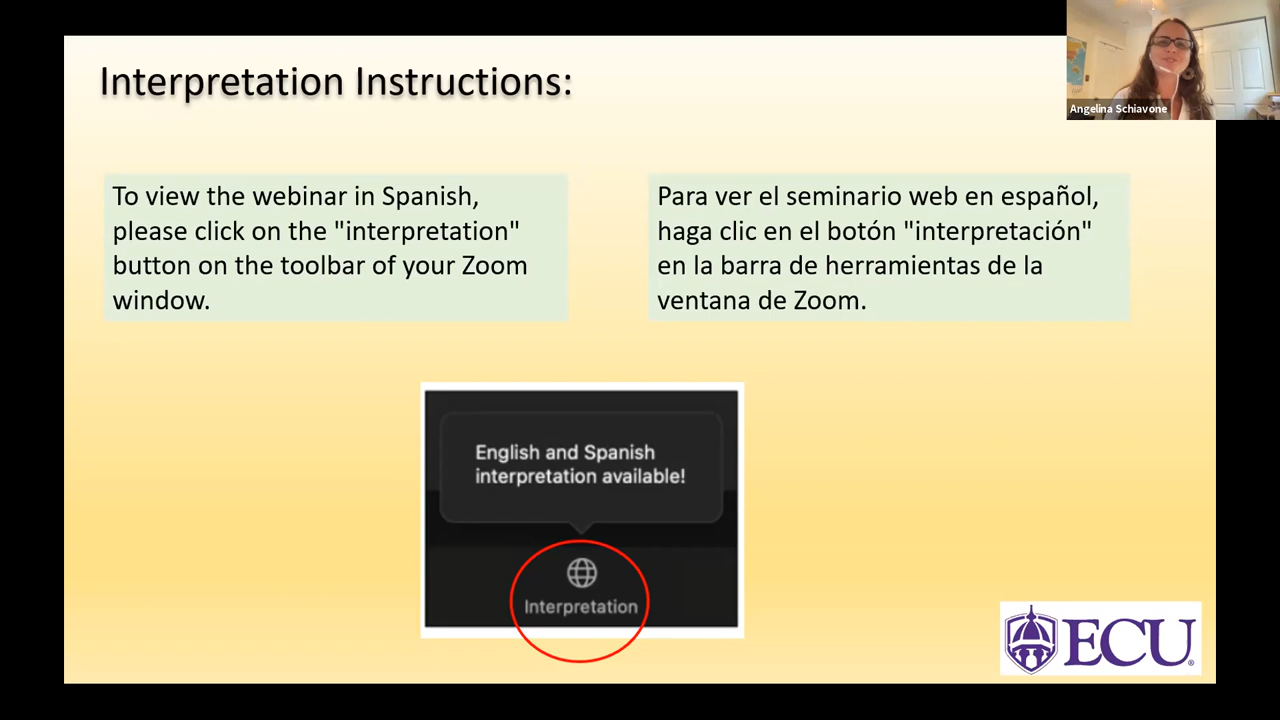 Interpretation Instructions:
Angelina Schiavone
To view the webinar in Spanish,
please click on the "interpretation"
button on the toolbar of your Zoom
window.
Para ver el seminario web en español,
haga clic en el botón "interpretación"
en la barra de herramientas de la
ventana de Zoom.
English and Spanish
interpretation available!
Interpretation
ECU